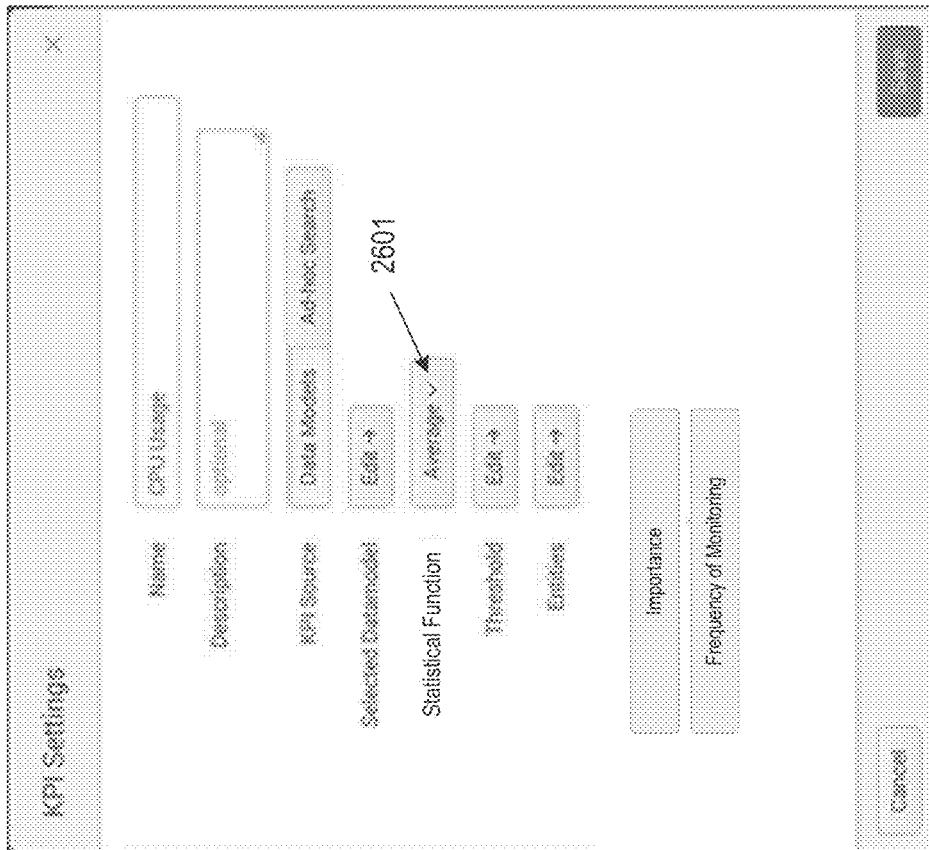 KPI Settings X
Name CPU Usage
Description optional
KPI Source Data Models Ad-hoc Search
Selected Datamodel Edit →
2601
Statistical Function Average
Threshold Edit →
Entities Edit →
Importance
Frequency of Monitoring
Cancel